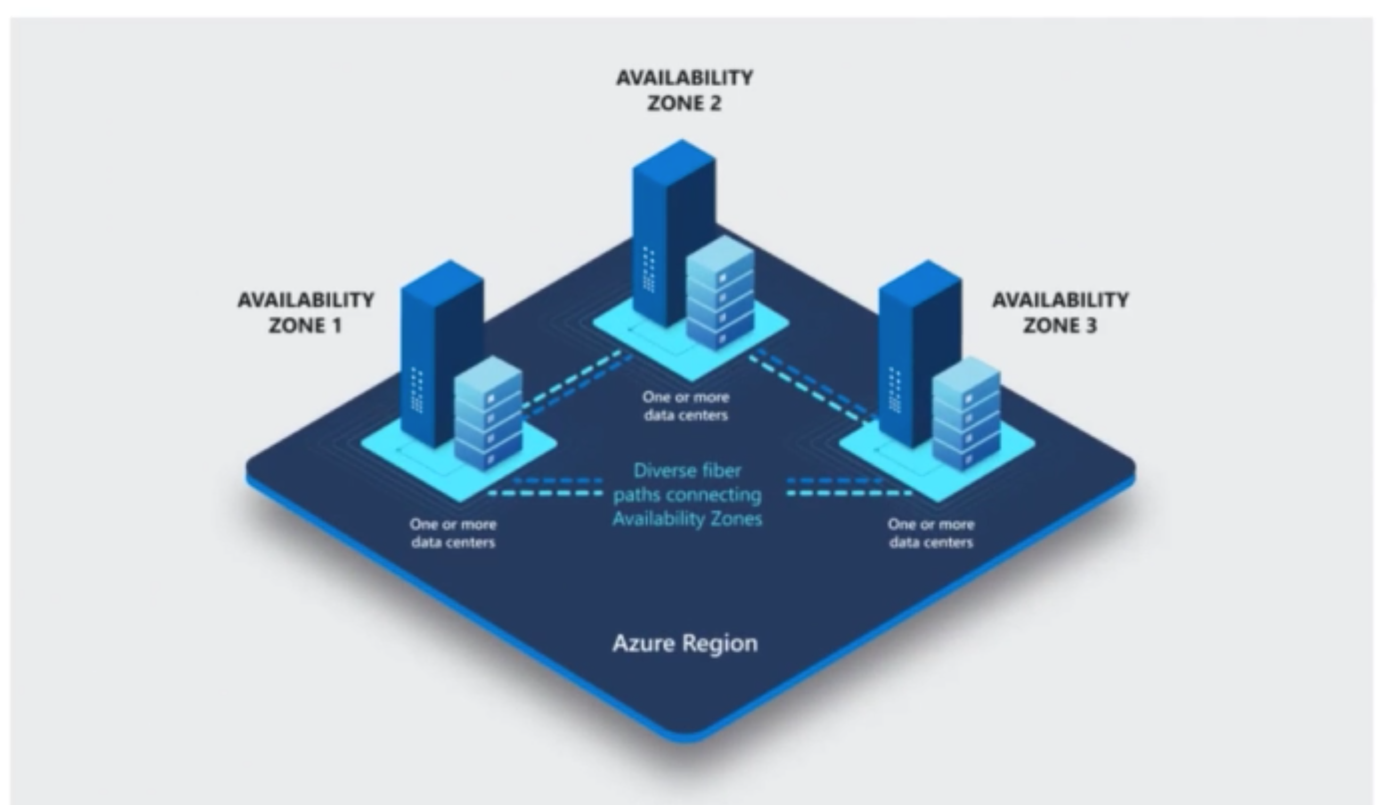 AVAILABILITY
ZONE 2
AVAILABILITY
ZONE 1
AVAILABILITY
ZONE 3
One or more
data centers
Diverse fiber
paths connecting
Availability Zones
One or more
data centers
One or more
data centers
Azure Region